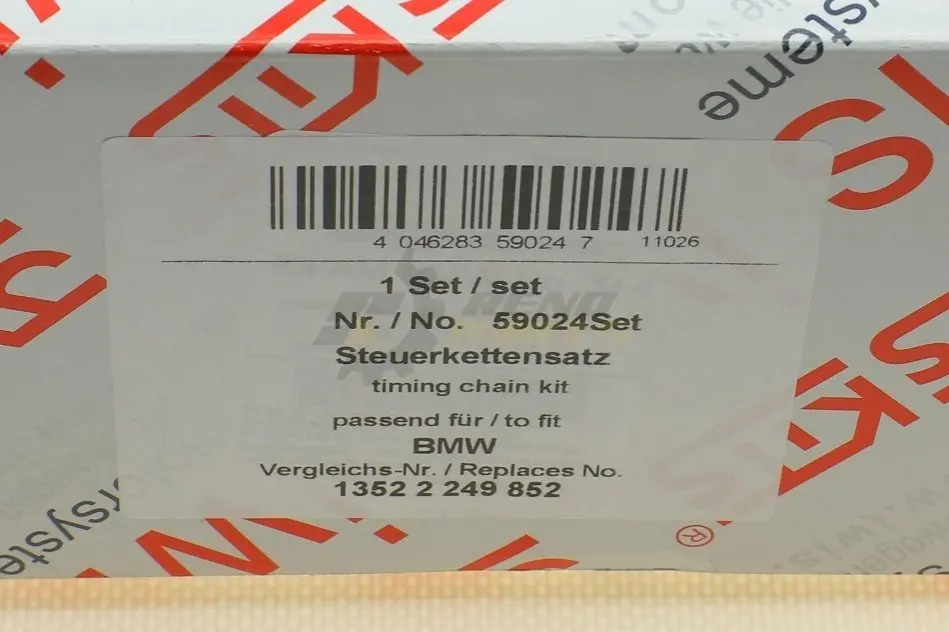 steme
4 046283 59024 7 11026
1 Set / set
Nr. / No. 59024Set
Steuerkettensatz
timing chain kit
passend für / to fit
BMW
Vergleichs-Nr. / Replaces No.
1352 2 249 852
®